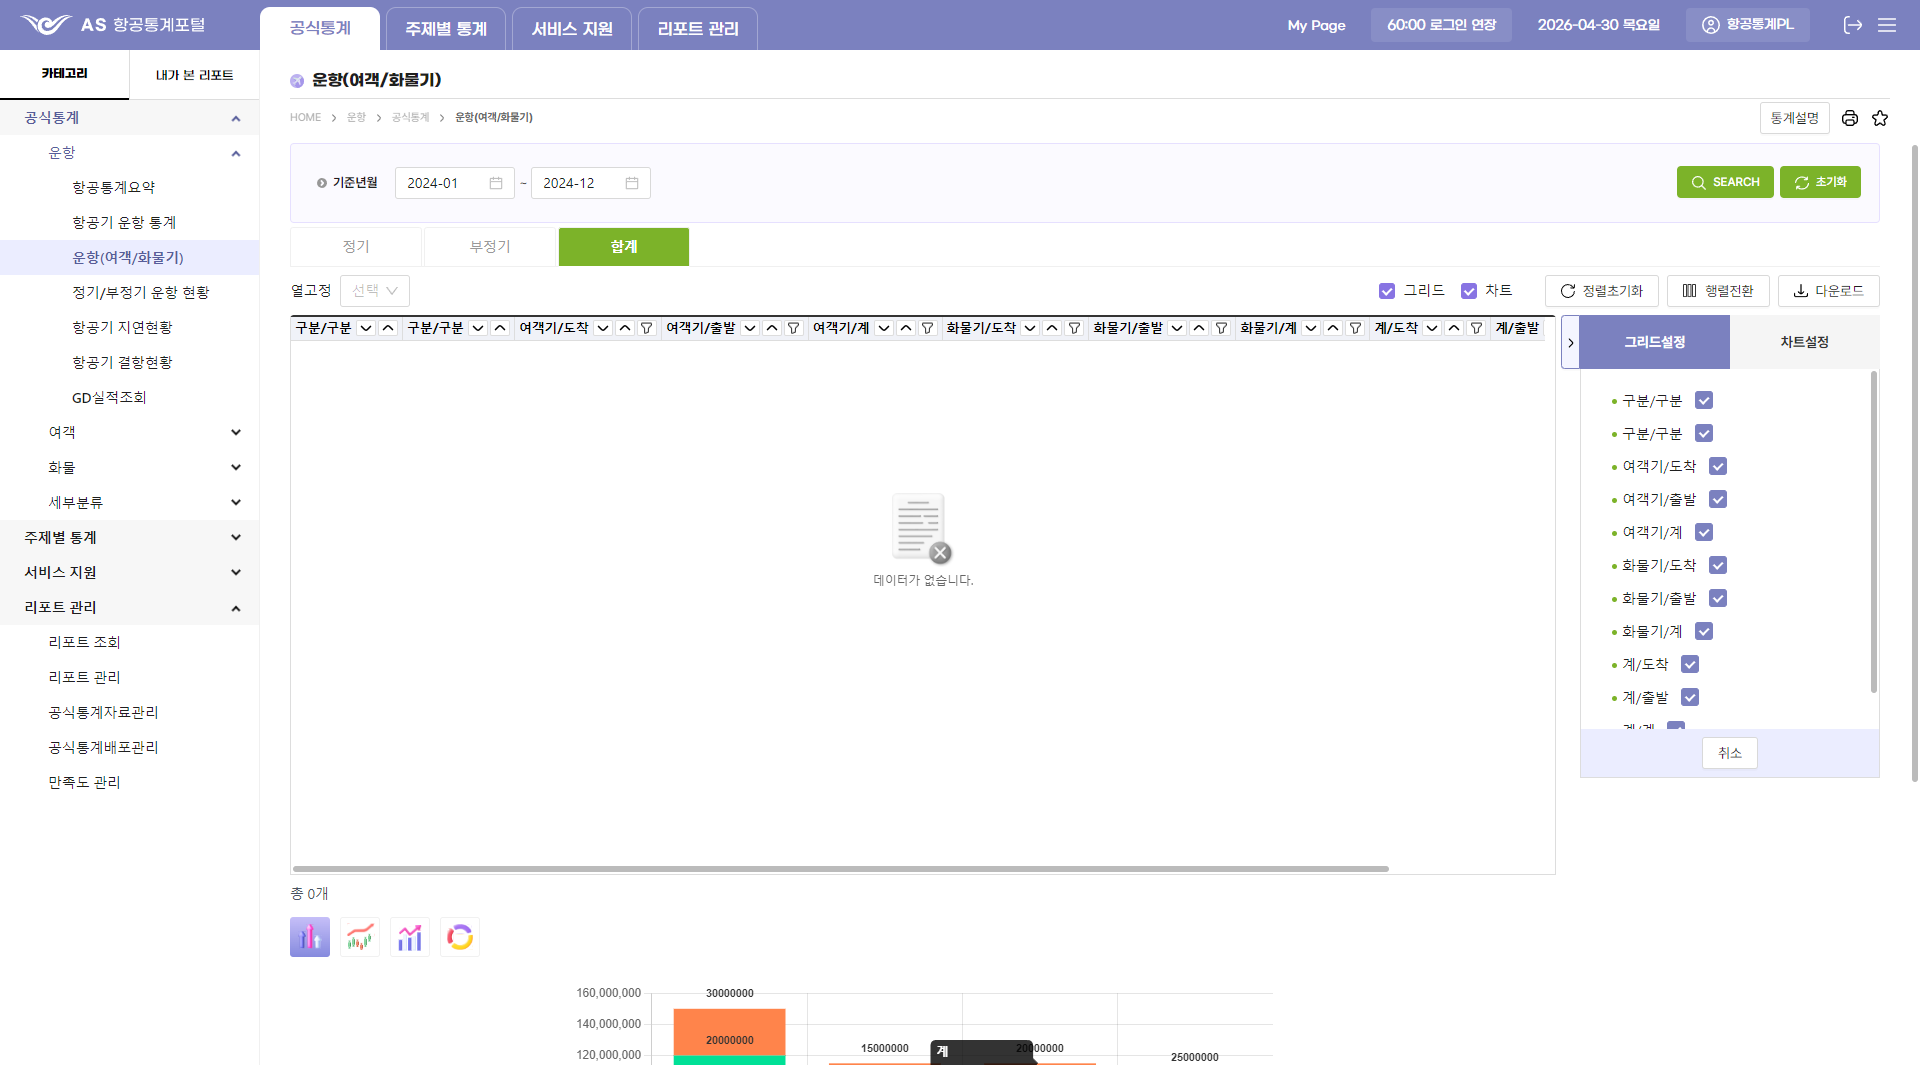 AS 항공통계포털
공식통계
주제별 통계
서비스 지원
리포트 관리
My Page
60:00 로그인 연장
2026-04-30 목요일
항공통계PL
카테고리
내가 본 리포트
공식통계
운항
항공통계요약
항공기 운항 통계
운항(여객/화물기)
정기/부정기 운항 현황
항공기 지연현황
항공기 결항현황
GD실적조회
여객
화물
세부분류
주제별 통계
서비스 지원
리포트 관리
리포트 조회
리포트 관리
공식통계자료관리
공식통계배포관리
만족도 관리
운항(여객/화물기)
HOME > 운항 > 공식통계 > 운항(여객/화물기)
통계설명
기준년월 2024-01 ~ 2024-12
SEARCH
초기화
정기
부정기
합계
열고정 선택
그리드 차트
정렬초기화
행렬전환
다운로드
구분/구분 구분/구분 여객기/도착 여객기/출발 여객기/계 화물기/도착 화물기/출발 화물기/계 계/도착 계/출발
데이터가 없습니다.
그리드설정
차트설정
구분/구분
구분/구분
여객기/도착
여객기/출발
여객기/계
화물기/도착
화물기/출발
화물기/계
계/도착
계/출발
계/계
취소
총 0개
160,000,000
140,000,000
120,000,000
30000000
20000000
15000000
계
20000000
25000000